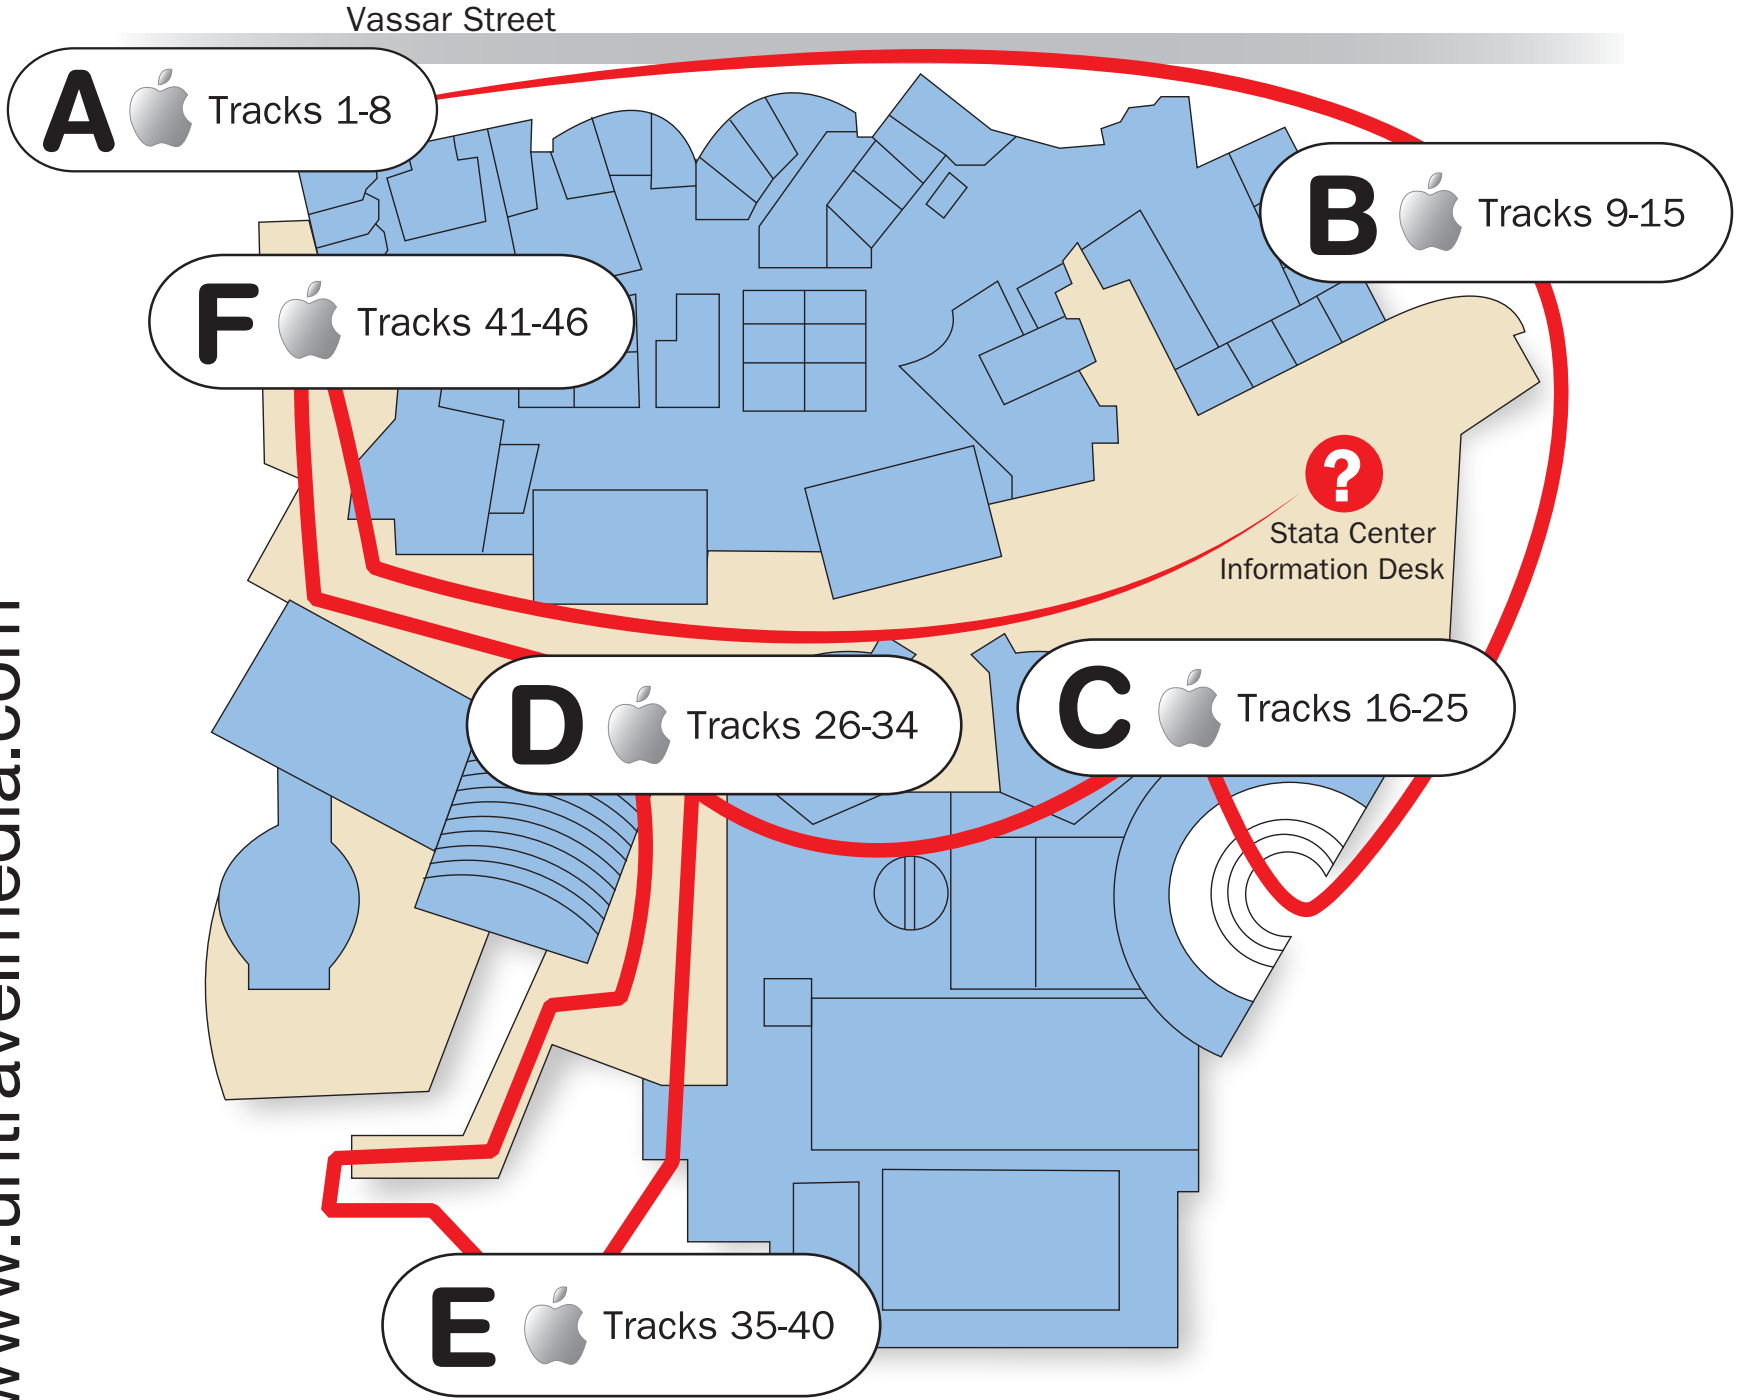 Vassar Street
A Tracks 1-8
B Tracks 9-15
F Tracks 41-46
?
Stata Center
Information Desk
D Tracks 26-34
C Tracks 16-25
E Tracks 35-40
www.untravelmedia.com